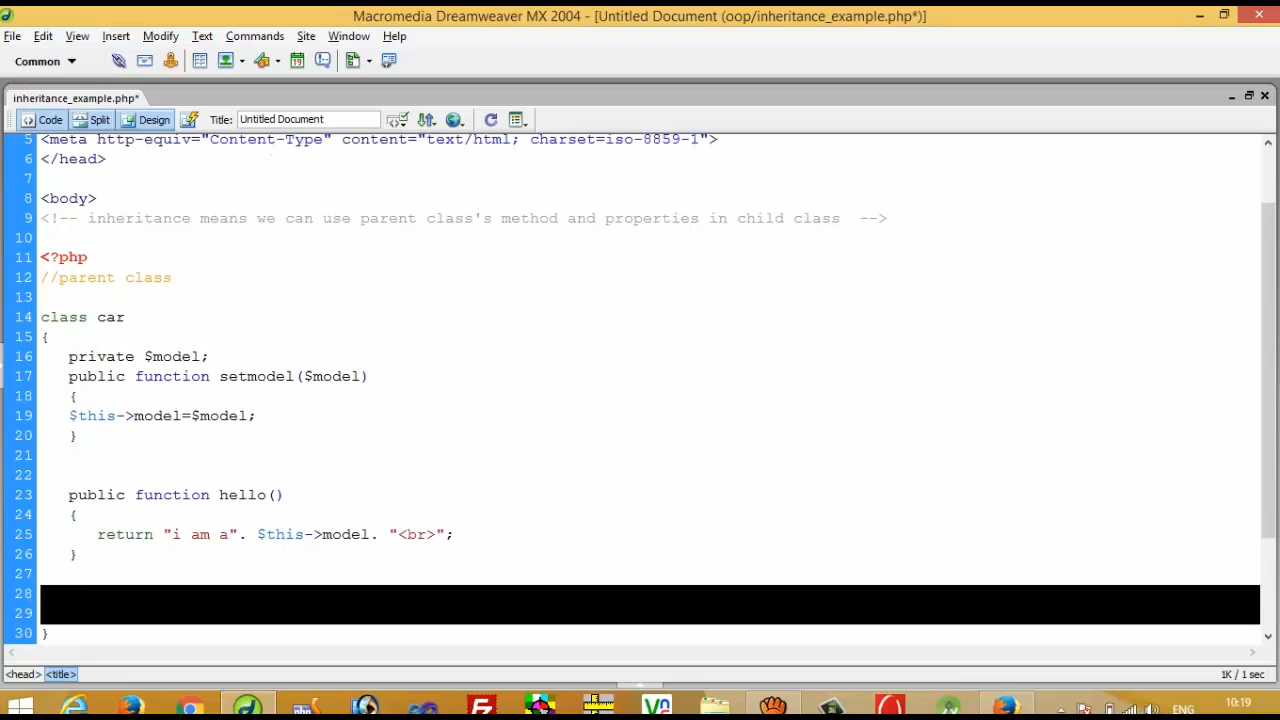 Macromedia Dreamweaver MX 2004 - [Untitled Document (oop/inheritance_example.php*)]
File Edit View Insert Modify Text Commands Site Window Help
Common
inheritance_example.php*
Code Split Design Title: Untitled Document
5 <meta http-equiv="Content-Type" content="text/html; charset=iso-8859-1">
6 </head>
7
8 <body>
9 <!-- inheritance means we can use parent class's method and properties in child class -->
10
11 <?php
12 //parent class
13
14 class car
15 {
16 private $model;
17 public function setmodel($model)
18 {
19 $this->model=$model;
20 }
21
22
23 public function hello()
24 {
25 return "i am a". $this->model. "<br>";
26 }
27
28
29
30 }
<head> <title> 1K / 1 sec
ENG 10:19